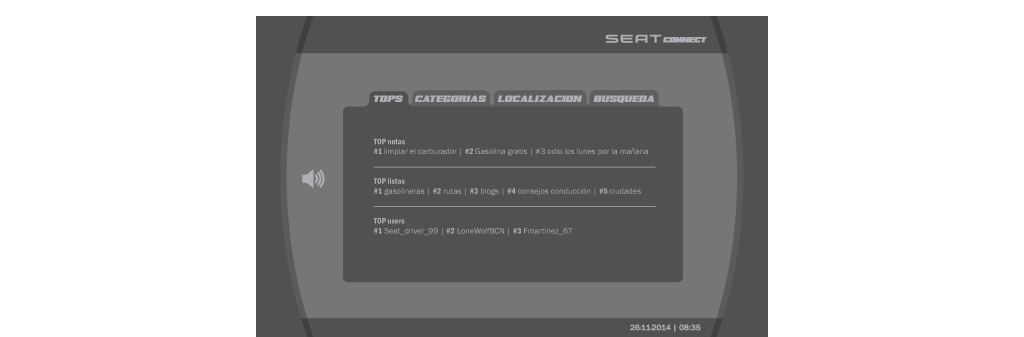 SEAT CONNECT
TOPS CATEGORIAS LOCALIZACION BUSQUEDA
TOP notas
#1 limpiar el carburador | #2 Gasolina gratis | #3 odio los lunes por la mañana
TOP listas
#1 gasolineras | #2 rutas | #3 blogs | #4 consejos conducción | #5 ciudades
TOP users
#1 Seat_driver_99 | #2 LoneWolfBCN | #3 Fmartinez_67
26-11-2014 | 08:35